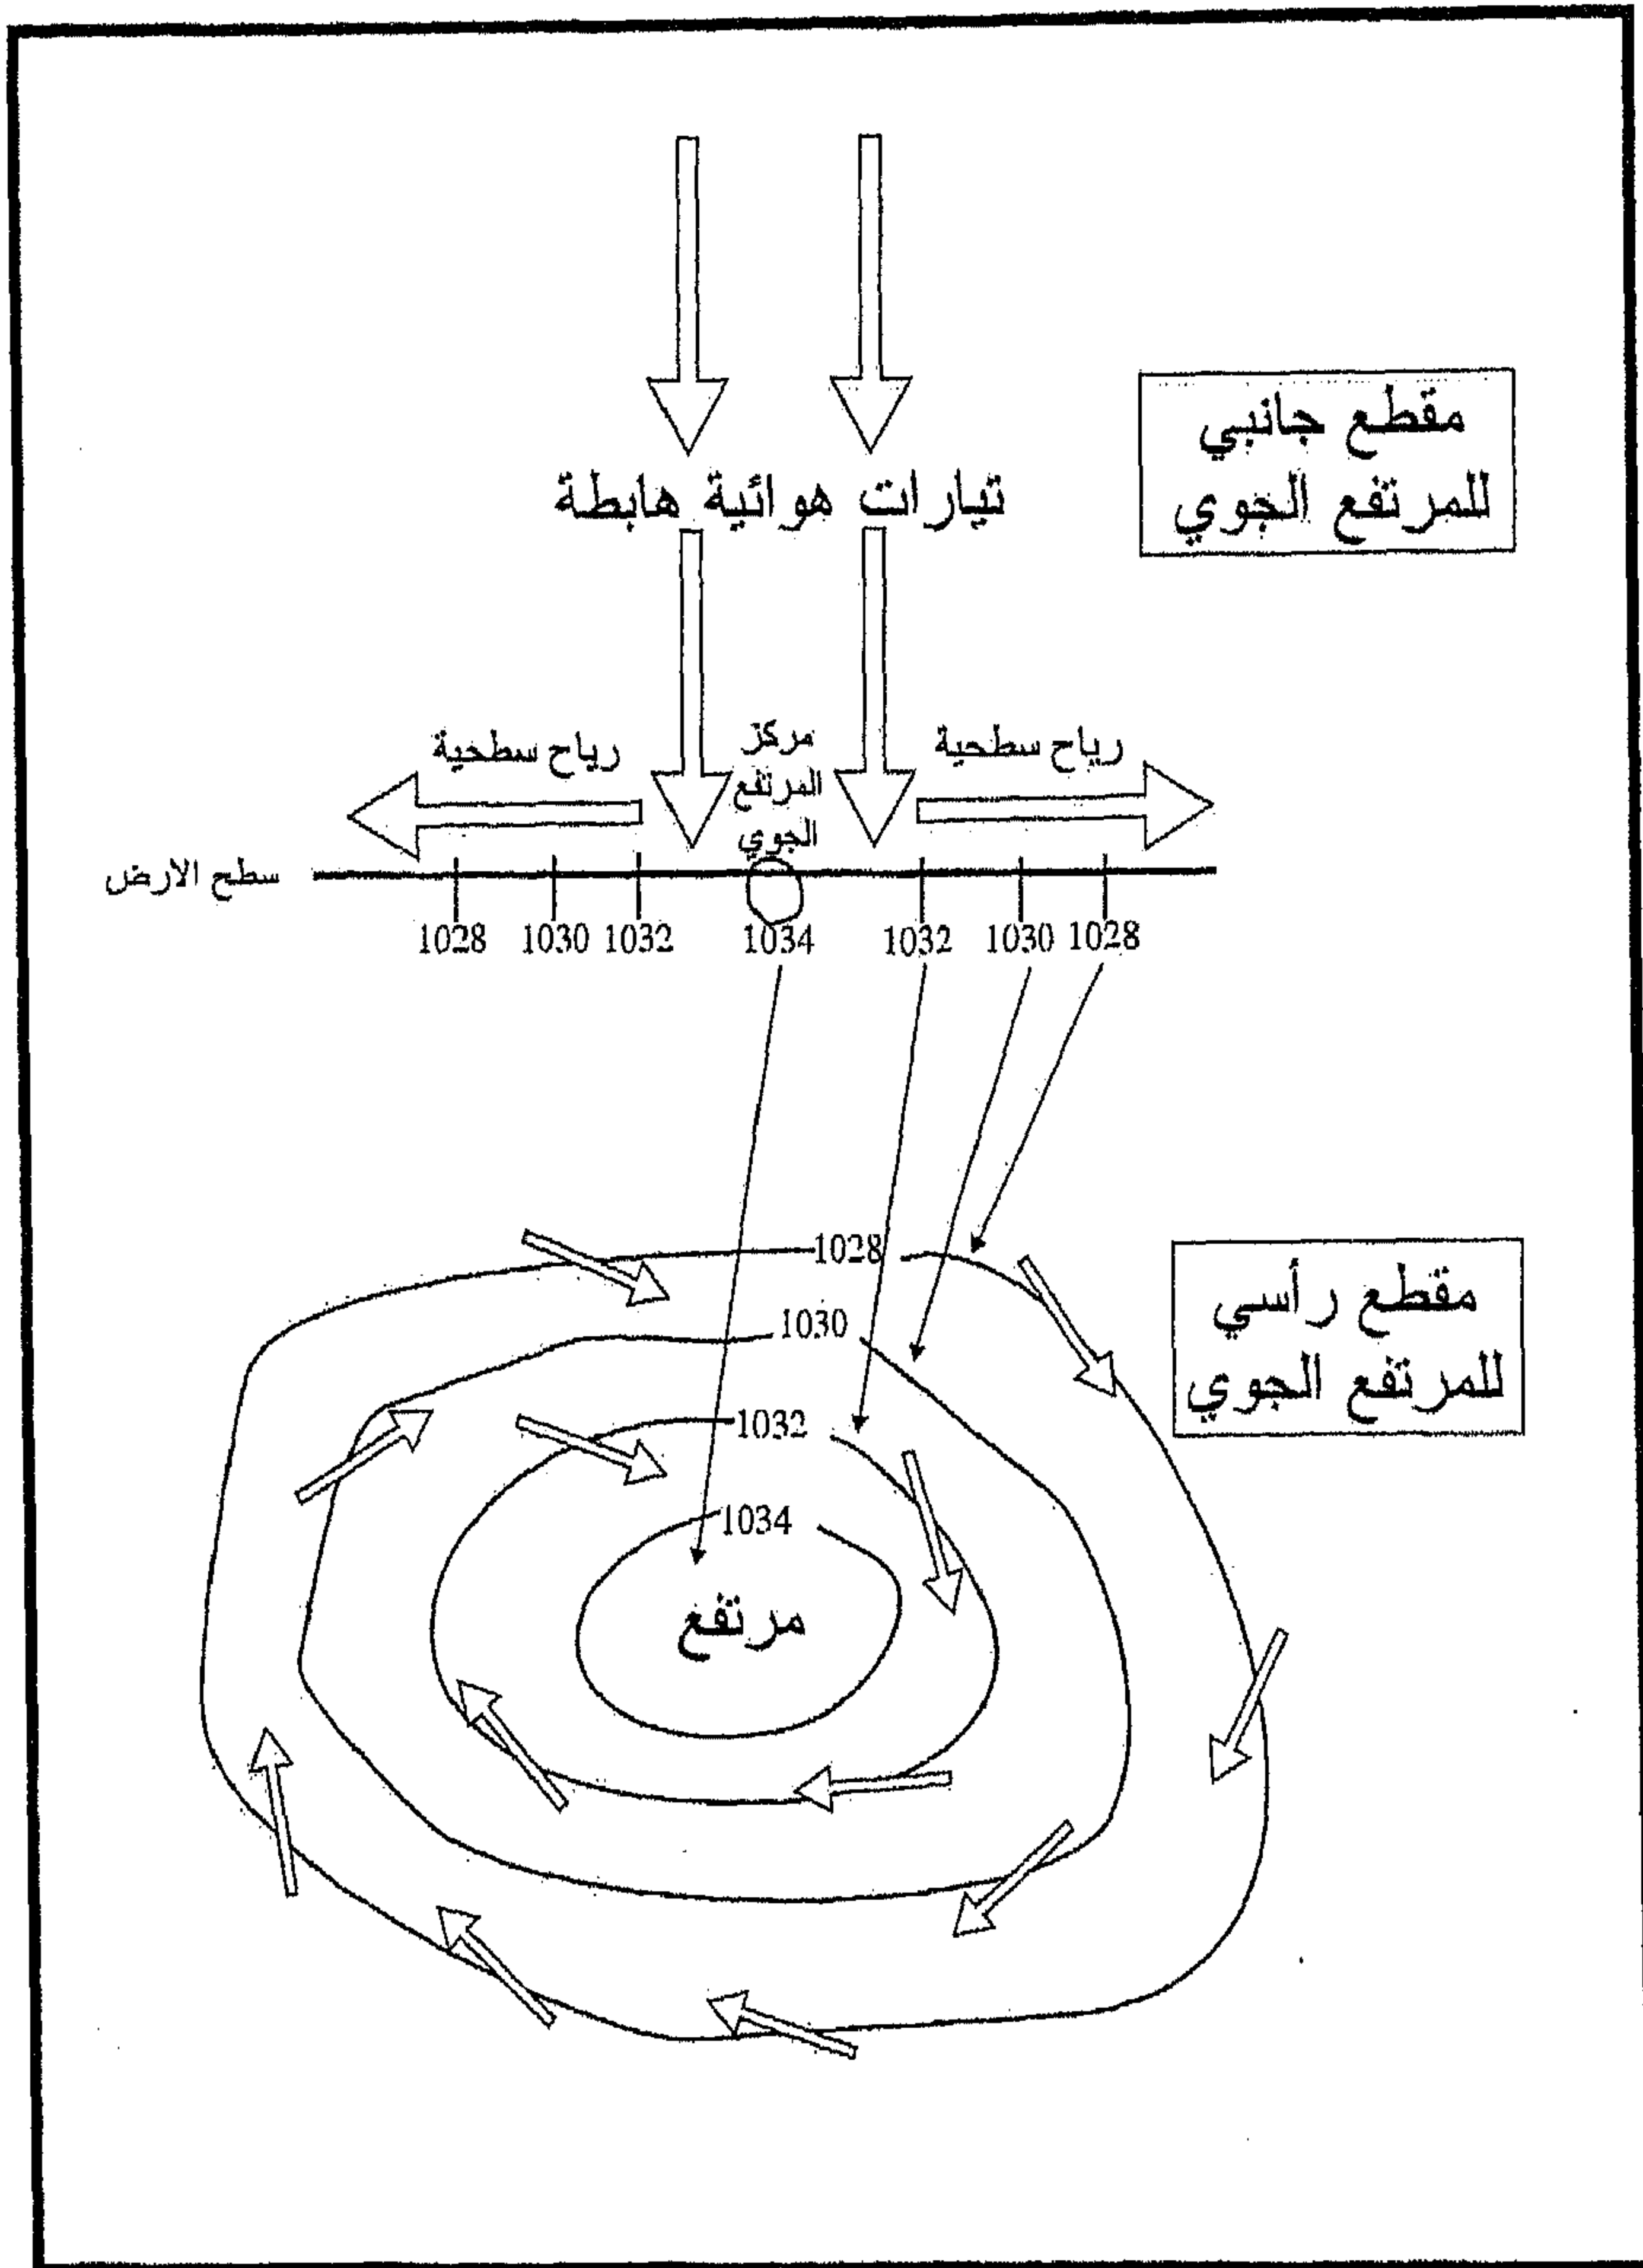 مقطع جانبي
للمرتفع الجوي
تيارات هوائية هابطة
رياح سطحية
مركز
المرتفع
الجوي
رياح سطحية
سطح الارض
1028 1030 1032 1034 1032 1030 1028
مقطع رأسي
للمرتفع الجوي
1028
1030
1032
1034
مرتفع